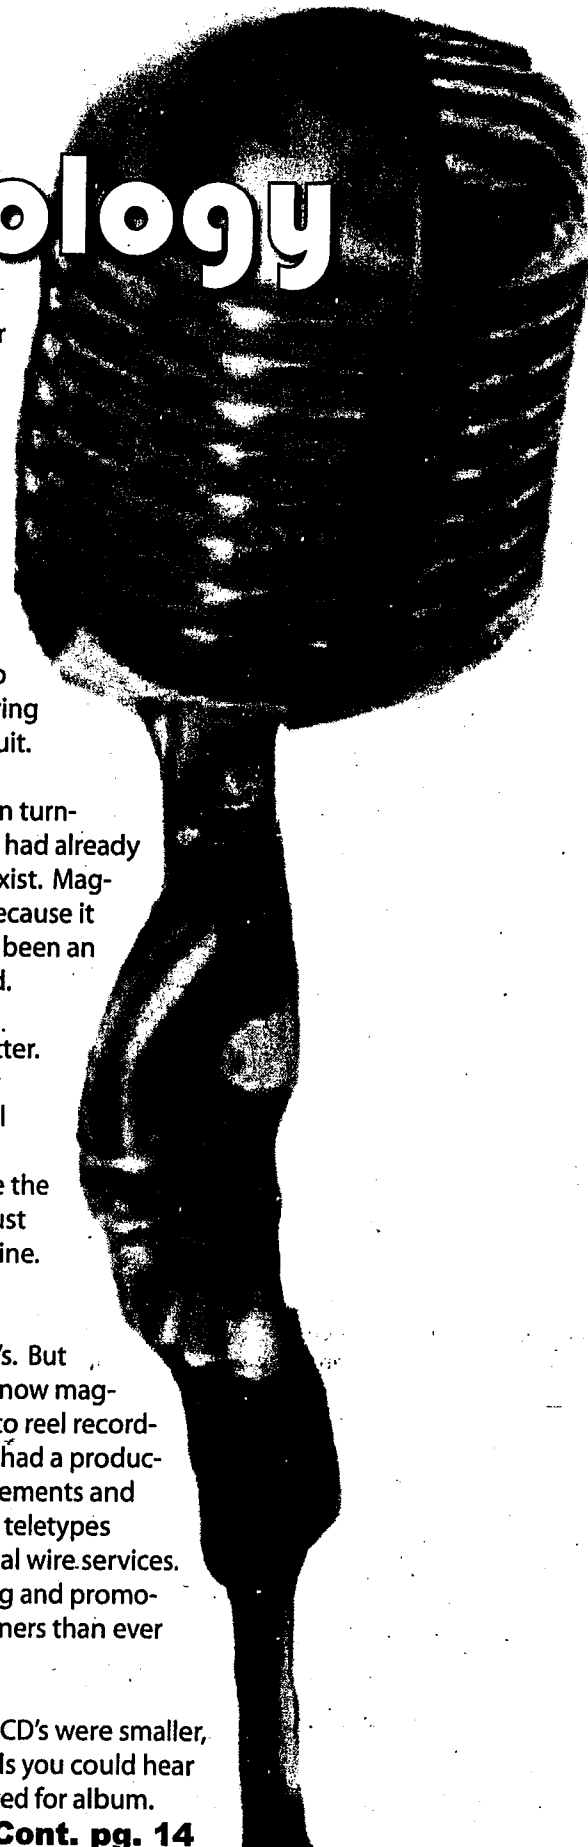 ology
r
o
ring
uit.
n turn-
had already
xist. Mag-
ecause it
been an
d.
tter.
l
e the
ust
ine.
's. But
now mag-
to reel record-
had a produc-
ements and
teletypes
al wire services.
g and promo-
ners than ever
CD's were smaller,
ls you could hear
ed for album.
Cont. pg. 14